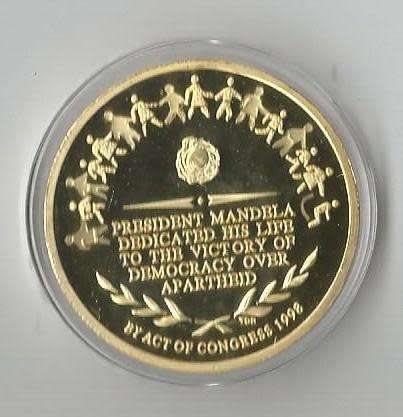 PRESIDENT MANDELA
DEDICATED HIS LIFE
TO THE VICTORY OF
DEMOCRACY OVER
APARTHEID
BY ACT OF CONGRESS 1998